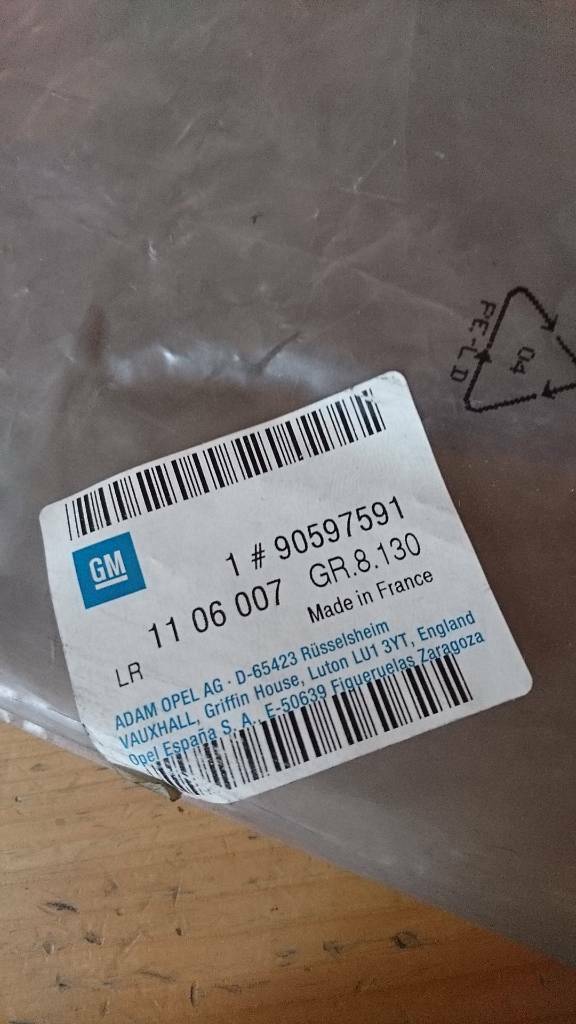 PE-LD
04
GM
1 # 90597591
11 06 007 GR.8.130
LR Made in France
ADAM OPEL AG · D-65423 Rüsselsheim
VAUXHALL, Griffin House, Luton LU1 3YT, England
Opel España S. A., E-50639 Figueruelas Zaragoza